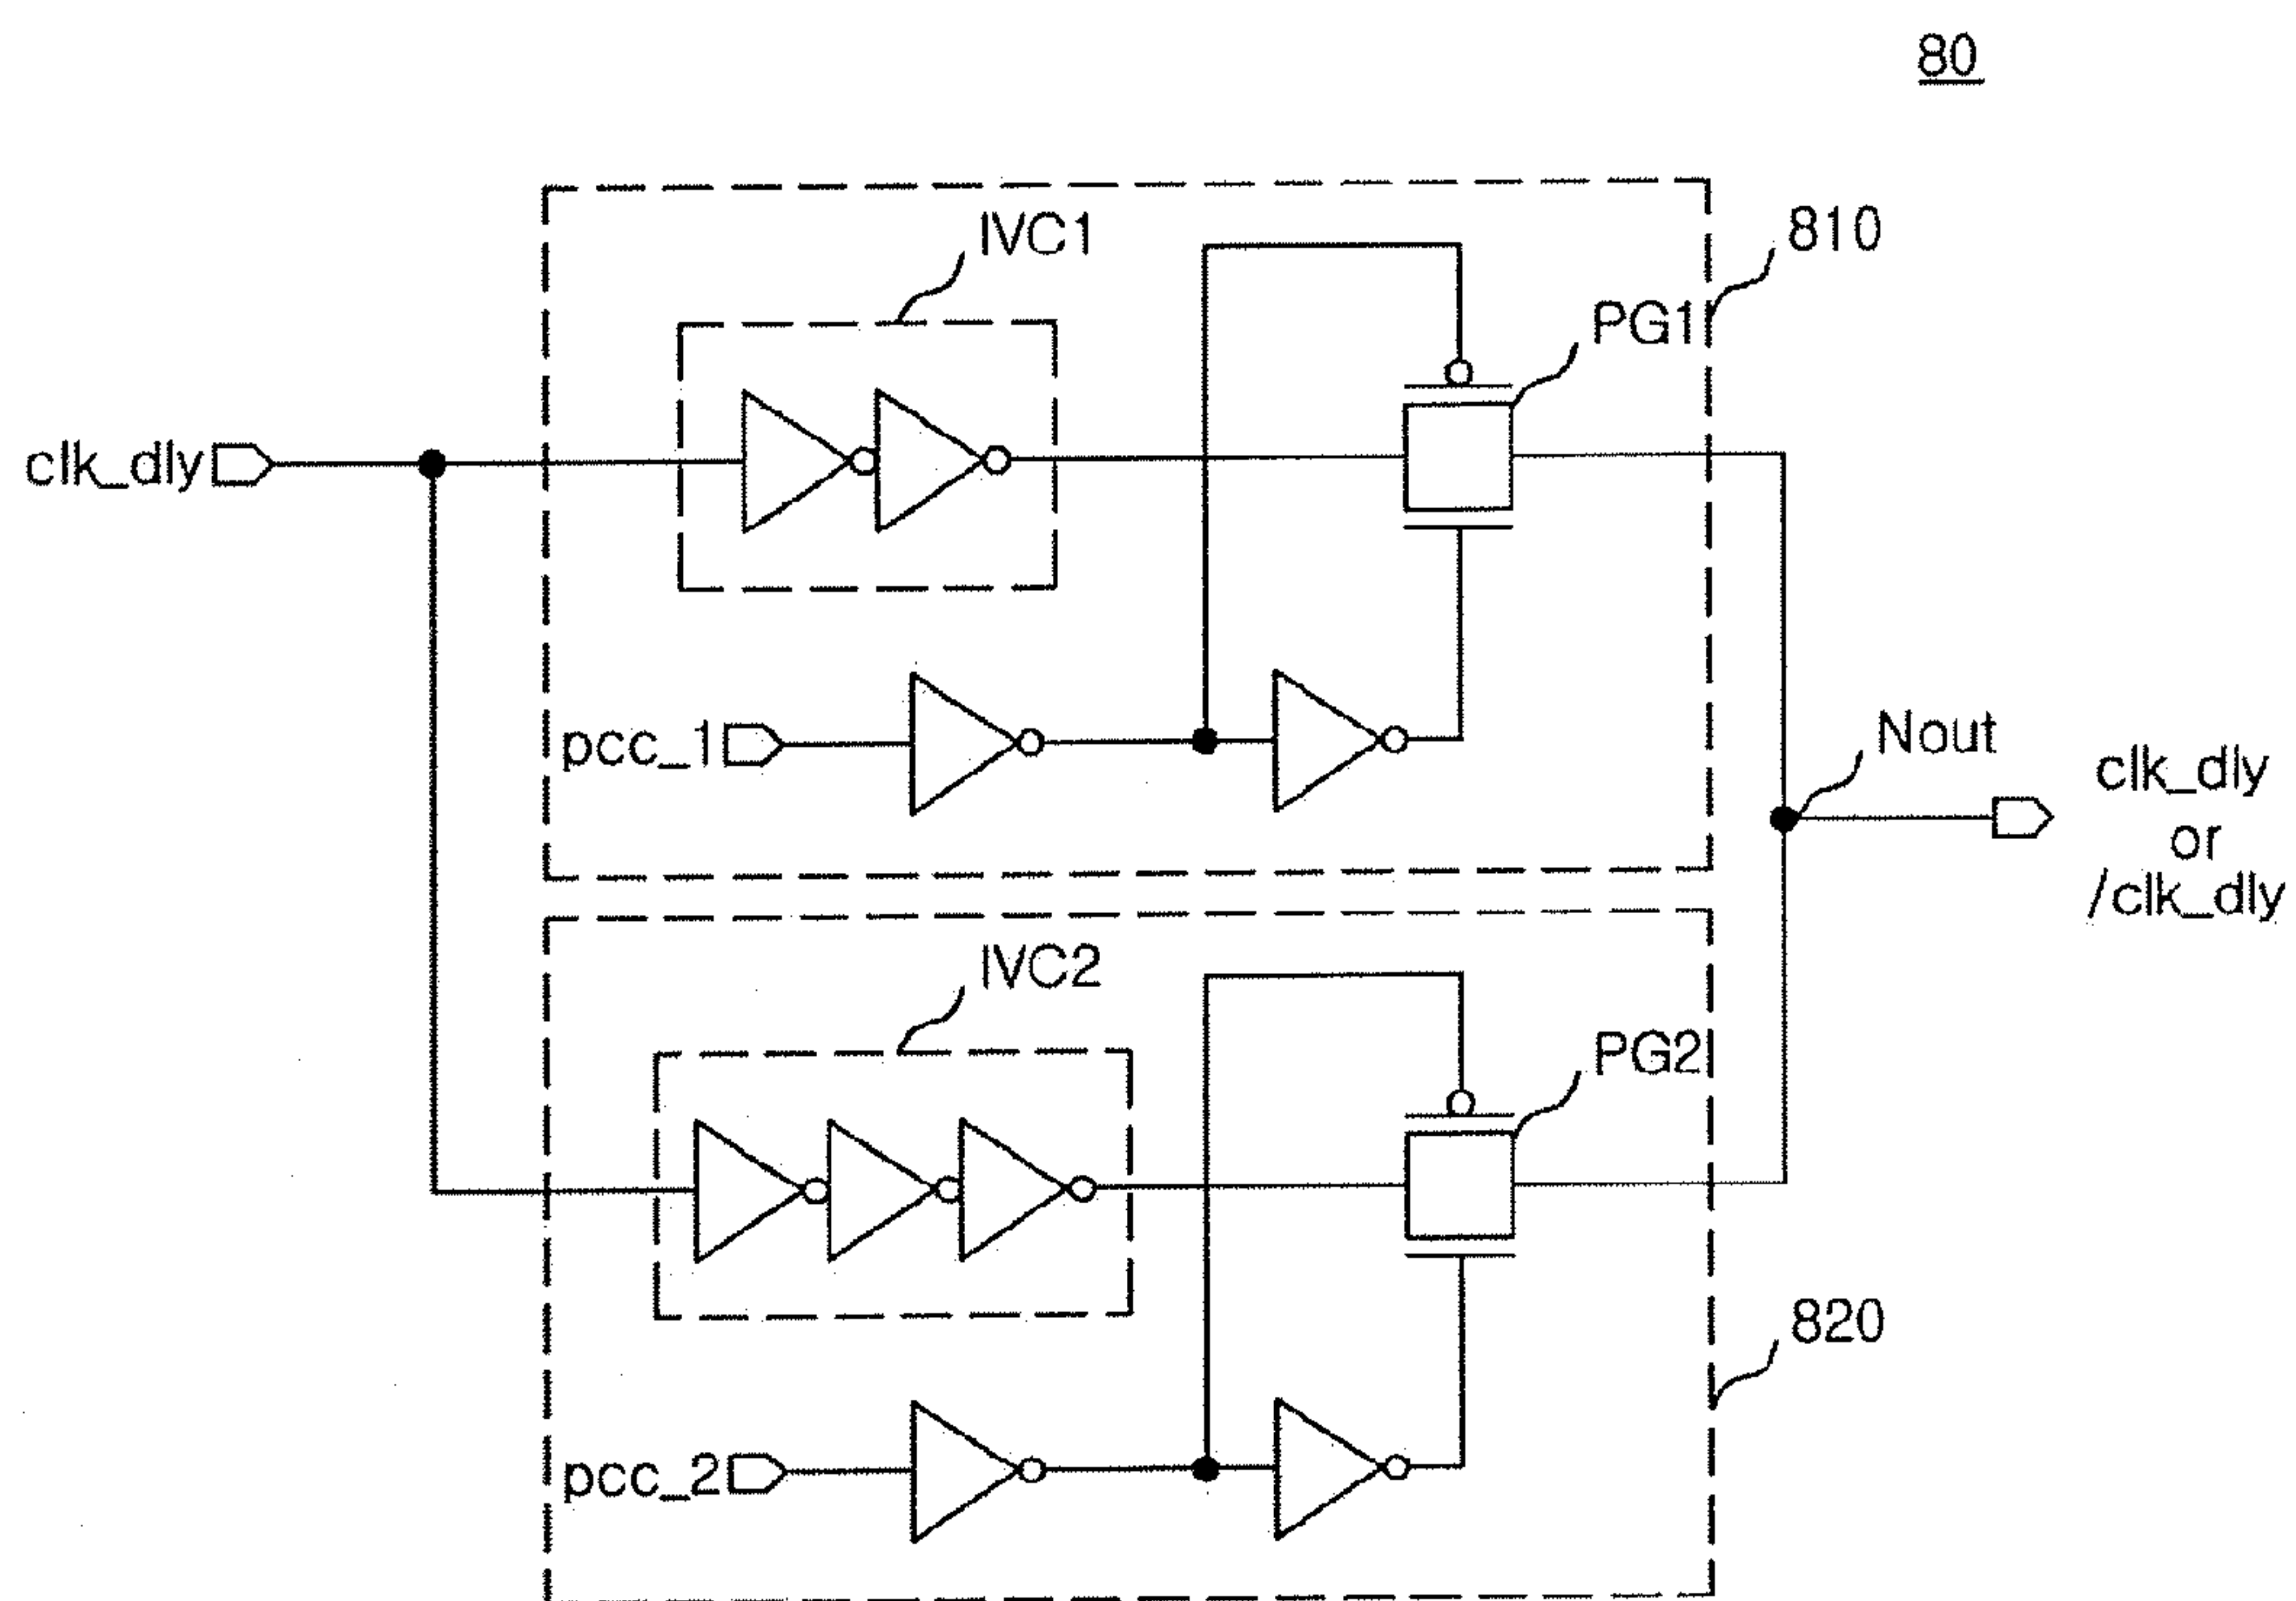 80
IVC1
810
PG1
clk_dly
pcc_1
Nout
clk_dly
or
/clk_dly
IVC2
PG2
820
pcc_2